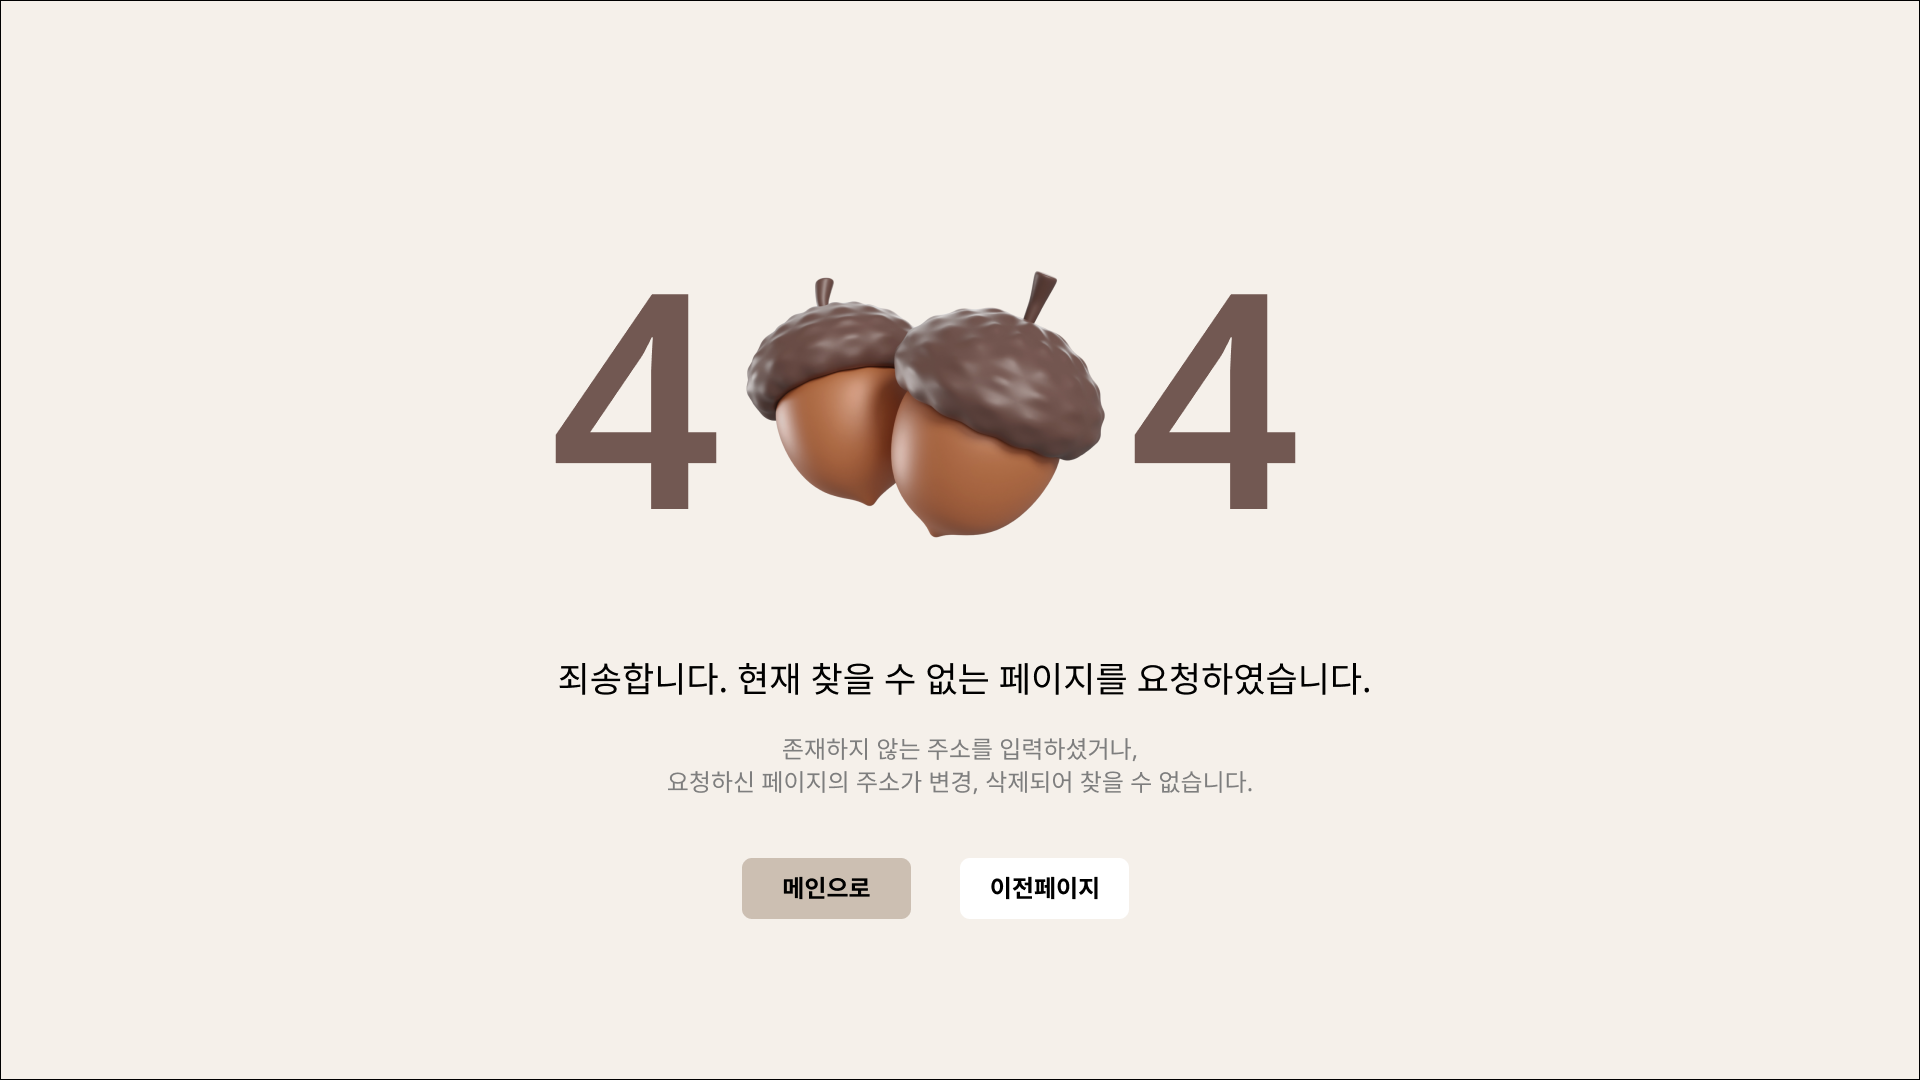 4 4
죄송합니다. 현재 찾을 수 없는 페이지를 요청하였습니다.
존재하지 않는 주소를 입력하셨거나,
요청하신 페이지의 주소가 변경, 삭제되어 찾을 수 없습니다.
메인으로 이전페이지